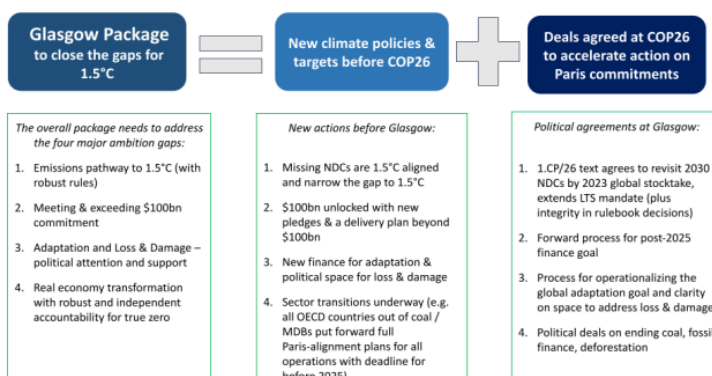 Glasgow Package
to close the gaps for
1.5°C
New climate policies &
targets before COP26
Deals agreed at COP26
to accelerate action on
Paris commitments
The overall package needs to address
the four major ambition gaps:
1. Emissions pathway to 1.5°C (with
robust rules)
2. Meeting & exceeding $100bn
commitment
3. Adaptation and Loss & Damage –
political attention and support
4. Real economy transformation
with robust and independent
accountability for true zero
New actions before Glasgow:
1. Missing NDCs are 1.5°C aligned
and narrow the gap to 1.5°C
2. $100bn unlocked with new
pledges & a delivery plan beyond
$100bn
3. New finance for adaptation &
political space for loss & damage
4. Sector transitions underway (e.g.
all OECD countries out of coal /
MDBs put forward full
Paris-alignment plans for all
operations with deadline for
before 2025)
Political agreements at Glasgow:
1. 1.CP/26 text agrees to revisit 2030
NDCs by 2023 global stocktake,
extends LTS mandate (plus
integrity in rulebook decisions)
2. Forward process for post-2025
finance goal
3. Process for operationalizing the
global adaptation goal and clarity
on space to address loss & damage
4. Political deals on ending coal, fossil
finance, deforestation